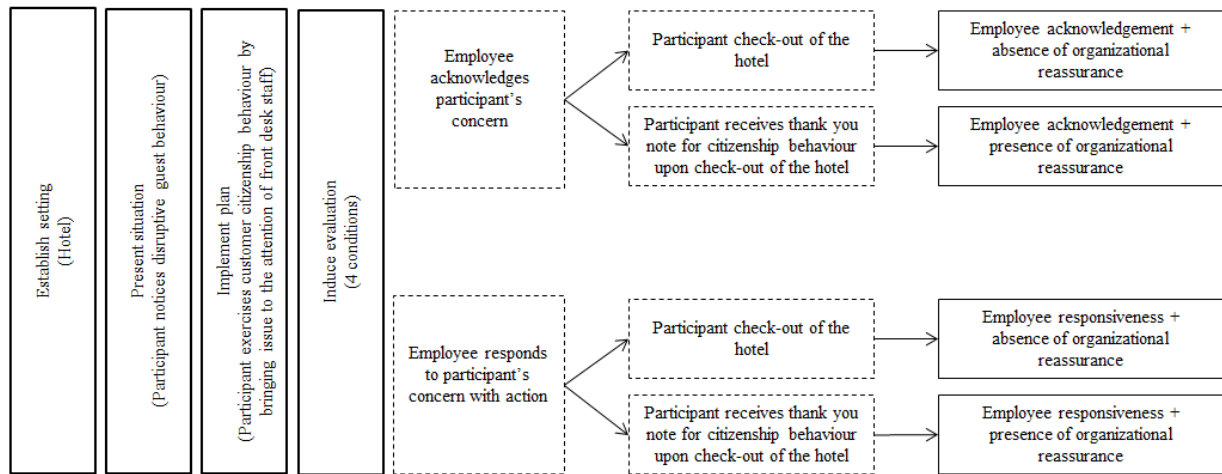 Establish setting
(Hotel)
Present situation
(Participant notices disruptive guest behaviour)
Implement plan
(Participant exercises customer citizenship behaviour by
bringing issue to the attention of front desk staff)
Induce evaluation
(4 conditions)
Employee
acknowledges
participant's
concern
Participant check-out of the
hotel
Employee acknowledgement +
absence of organizational
reassurance
Participant receives thank you
note for citizenship behaviour
upon check-out of the hotel
Employee acknowledgement +
presence of organizational
reassurance
Employee responds
to participant's
concern with action
Participant check-out of the
hotel
Employee responsiveness +
absence of organizational
reassurance
Participant receives thank you
note for citizenship behaviour
upon check-out of the hotel
Employee responsiveness +
presence of organizational
reassurance